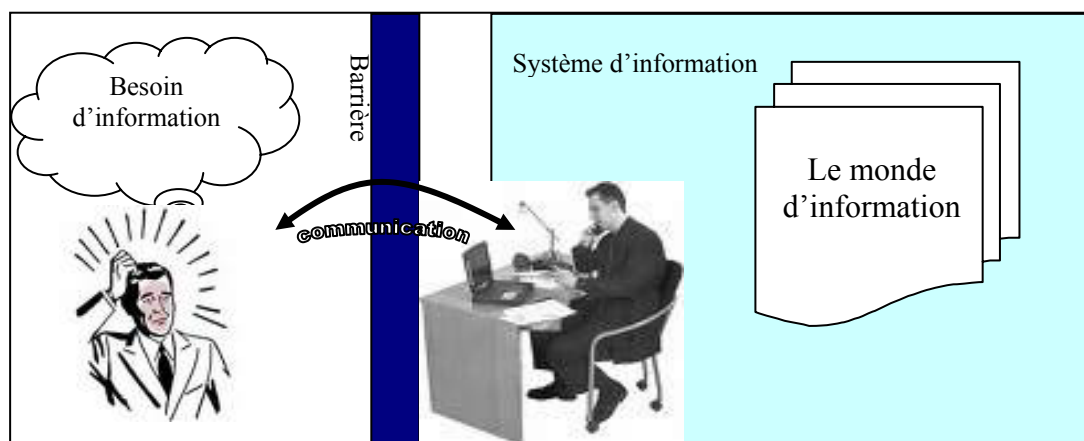 Besoin
d’information
Barrière
communication
Système d’information
Le monde
d’information